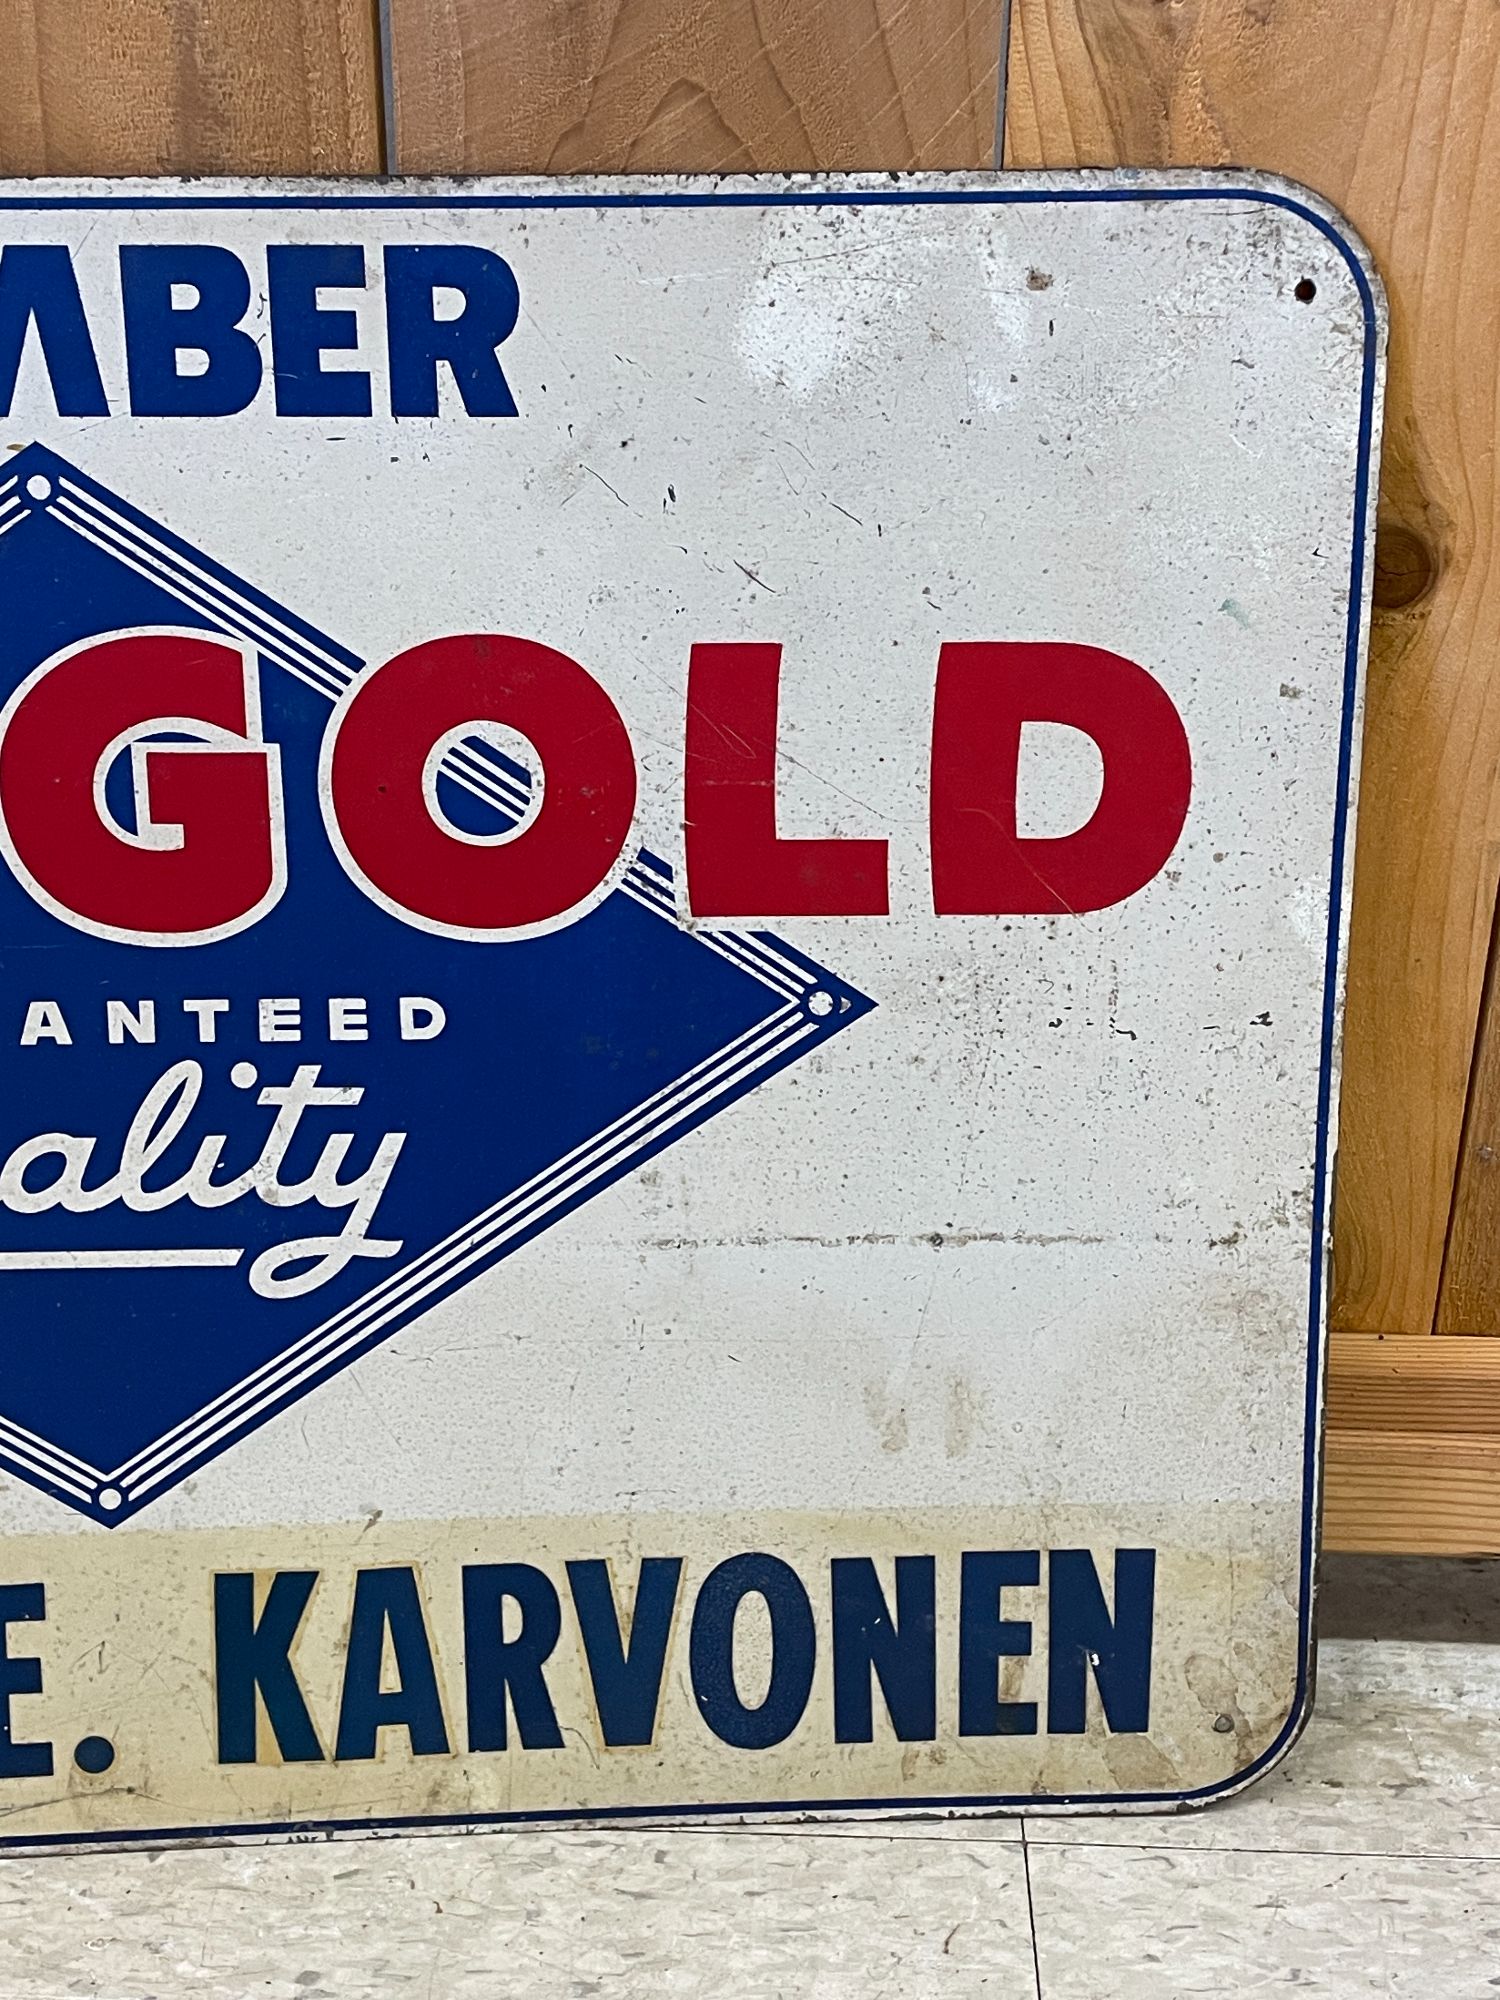 MBER
GOLD
ANTEED
ality
E. KARVONEN